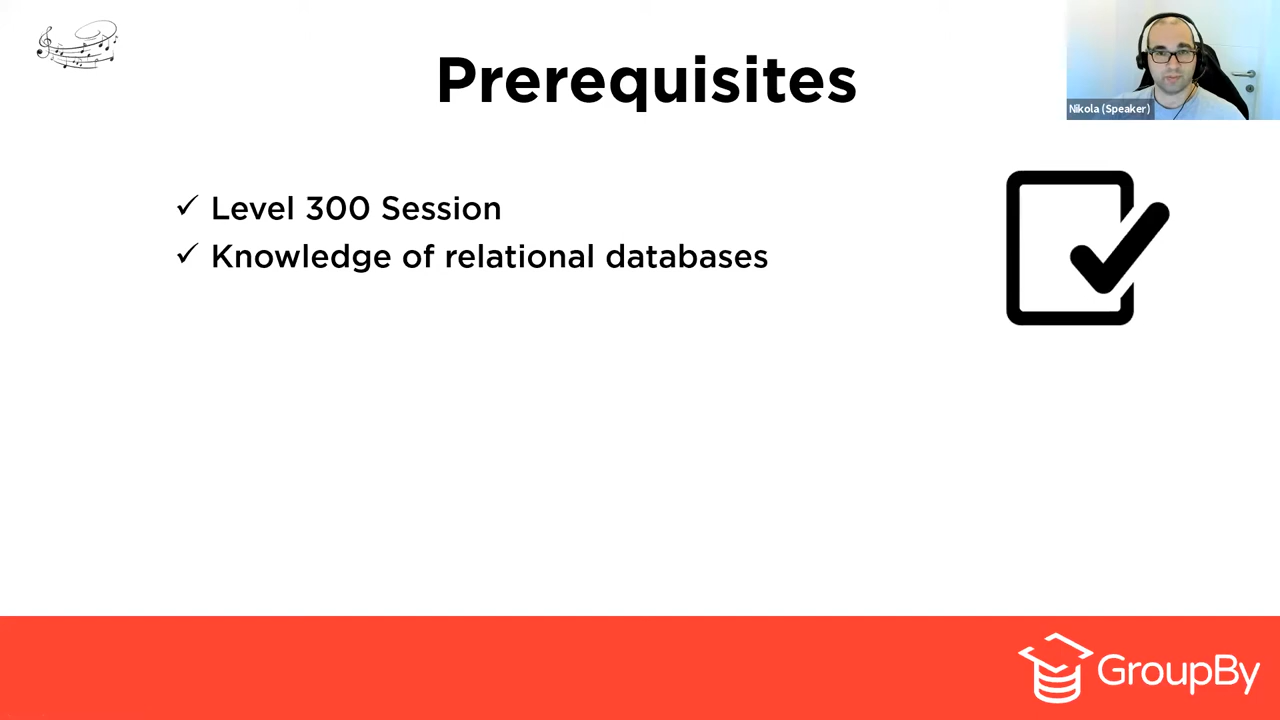 Prerequisites
Nikola (Speaker)
✓ Level 300 Session
✓ Knowledge of relational databases
GroupBy